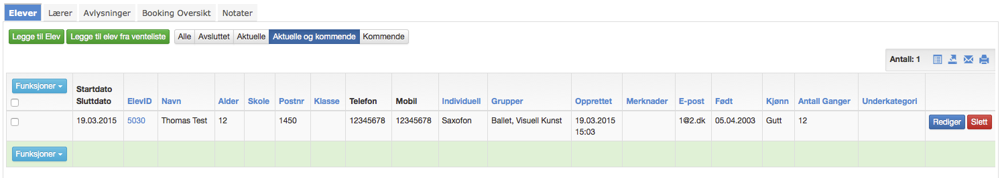 Elever Lærer Avlysninger Booking Oversikt Notater
Legge til Elev Legge til elev fra venteliste Alle Avsluttet Aktuelle Aktuelle og kommende Kommende
Antall: 1
Funksjoner
Startdato
Sluttdato ElevID Navn Alder Skole Postnr Klasse Telefon Mobil Individuell Grupper Opprettet Merknader E-post Født Kjønn Antall Ganger Underkategori
19.03.2015 5030 Thomas Test 12 1450 12345678 12345678 Saxofon Ballet, Visuell Kunst 19.03.2015 1@2.dk 05.04.2003 Gutt 12 Rediger Slett
15:03
Funksjoner